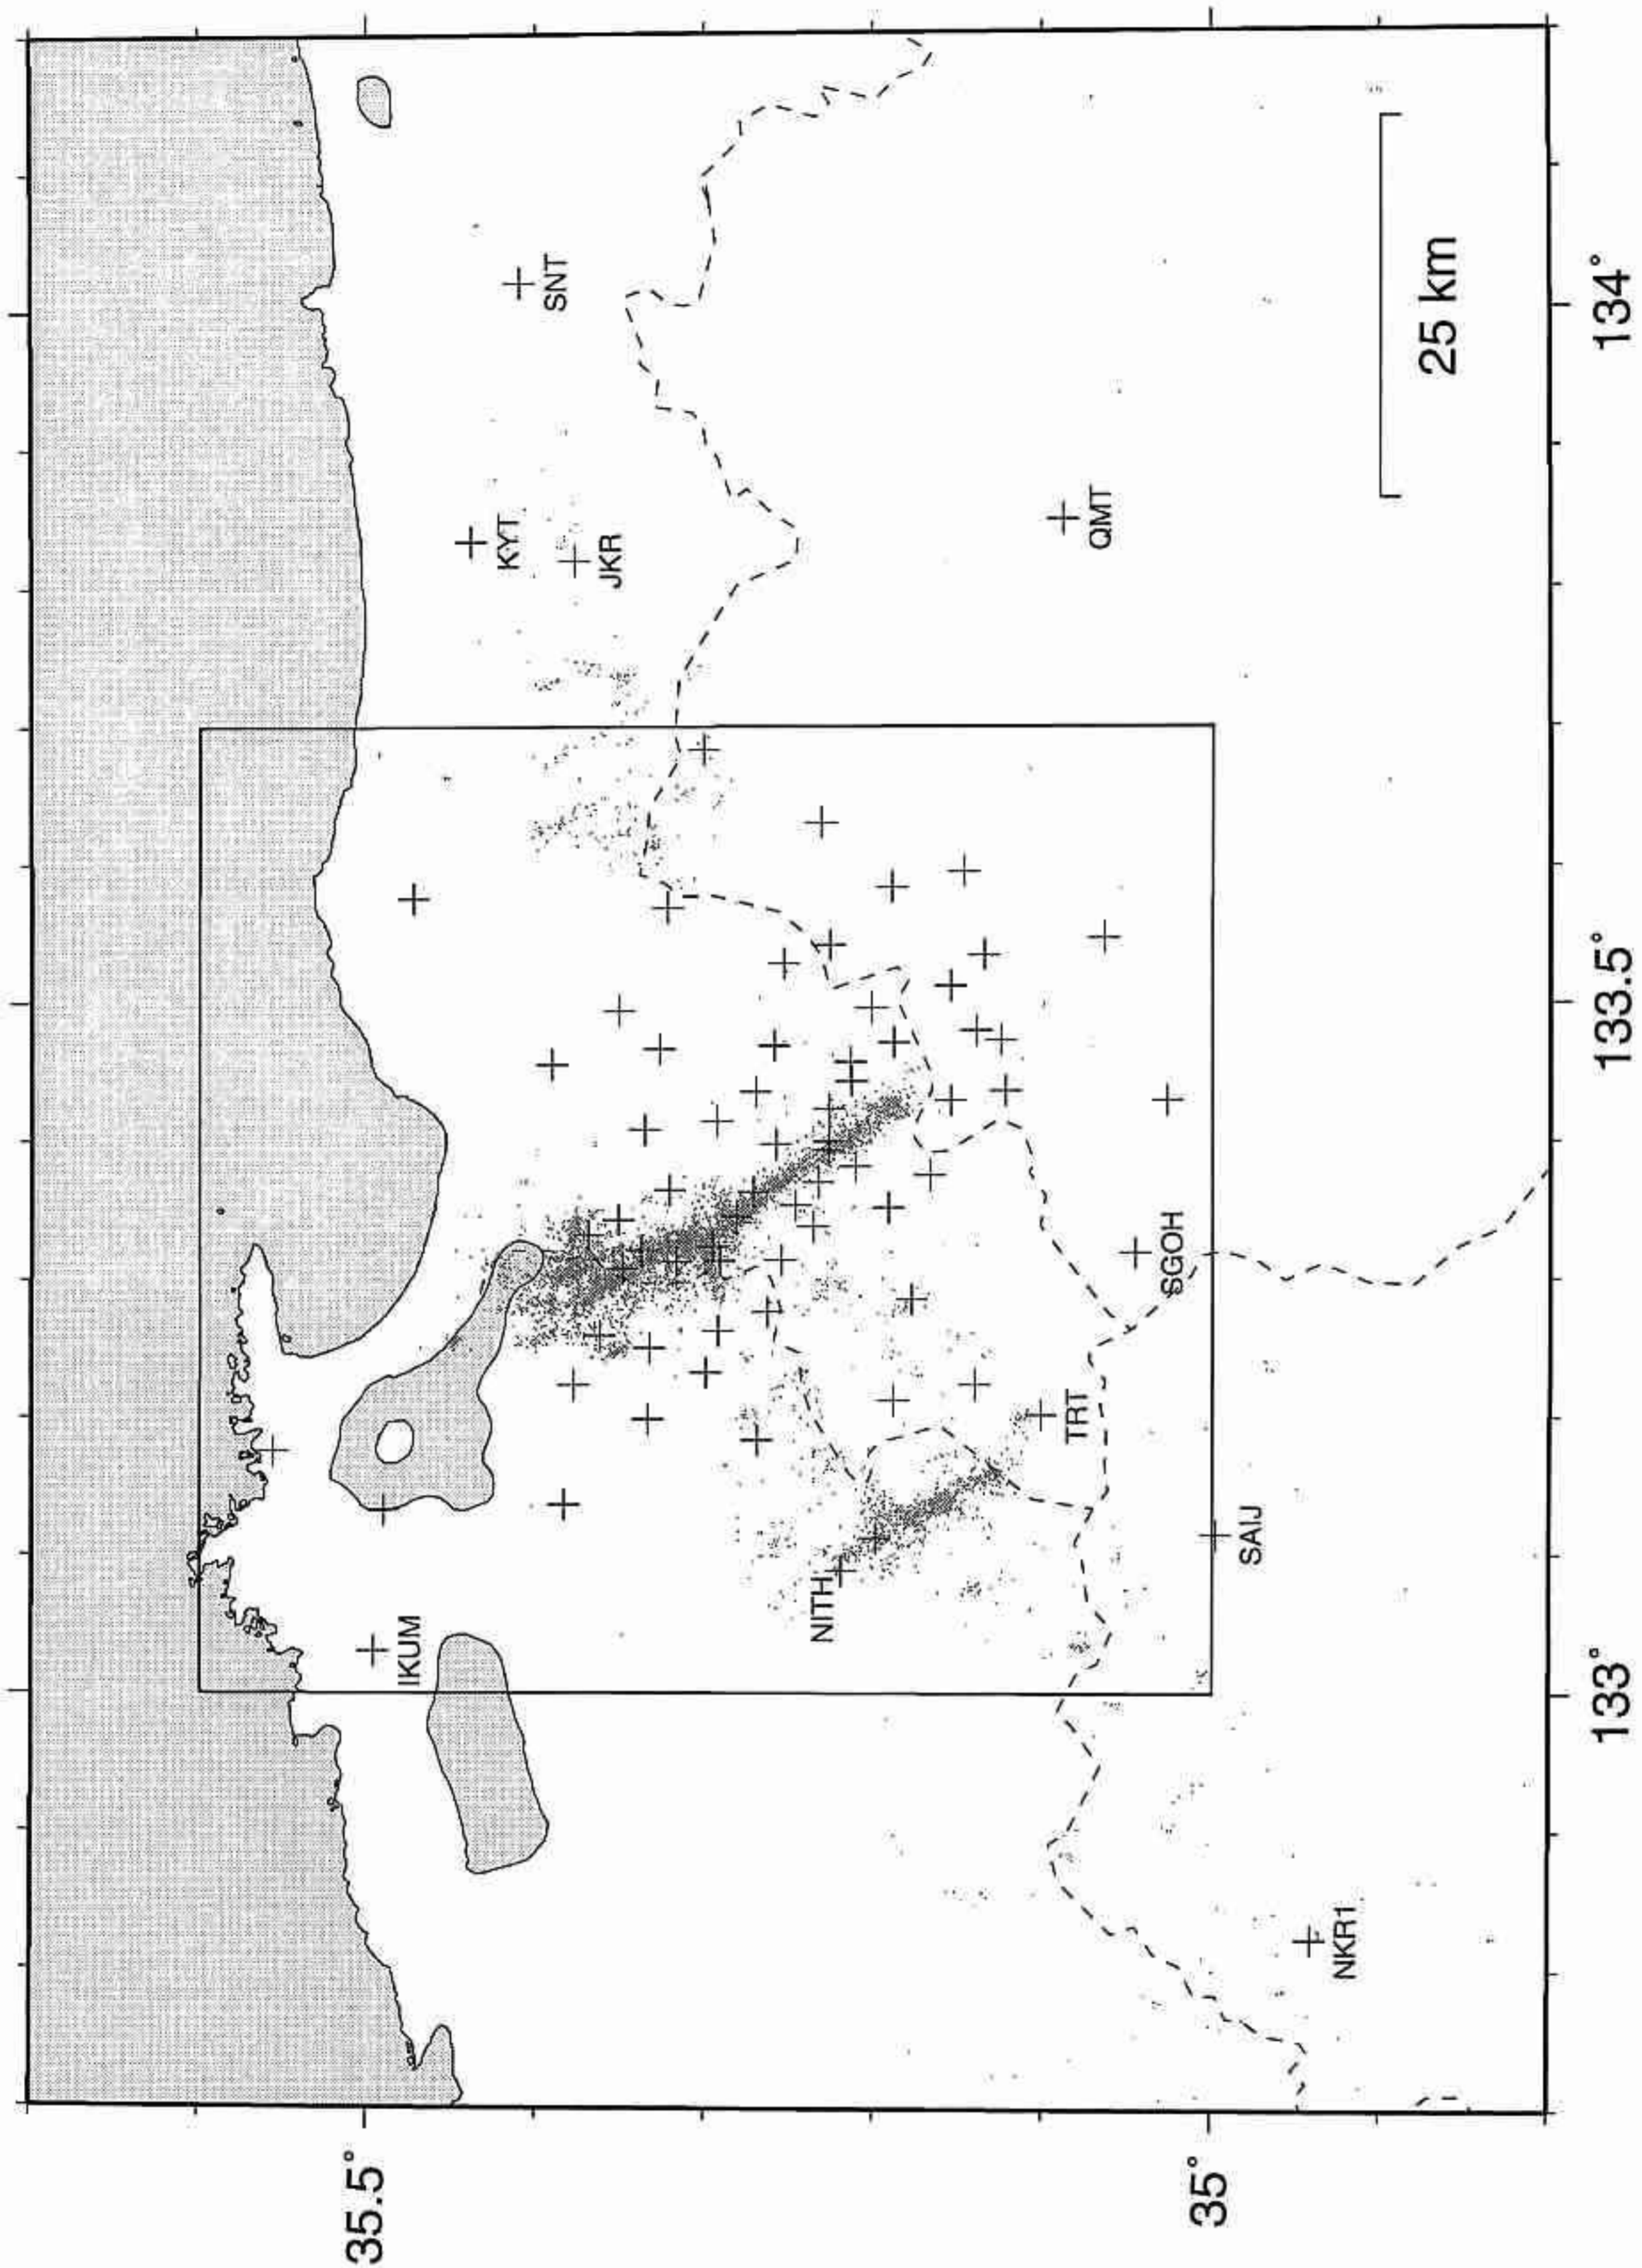 35.5°
35°
133°
133.5°
134°
25 km
IKUM
KYT
JKR
SNT
NITH
TRT
QMT
SGOH
SAIJ
NKR1